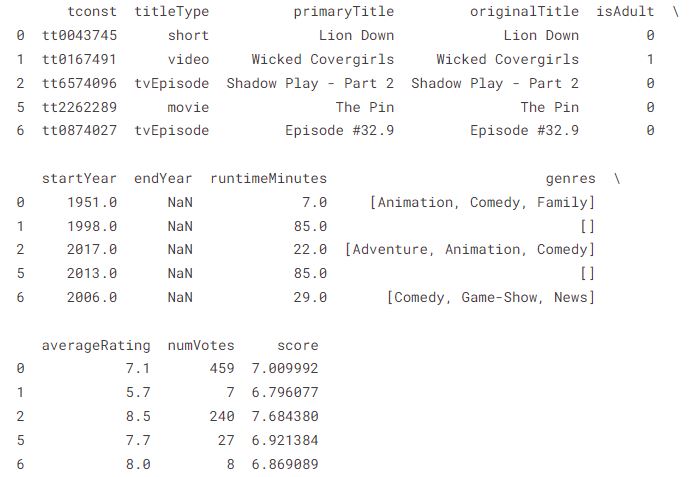 tconst titleType primaryTitle originalTitle isAdult \
0 tt0043745 short Lion Down Lion Down 0
1 tt0167491 video Wicked Covergirls Wicked Covergirls 1
2 tt6574096 tvEpisode Shadow Play - Part 2 Shadow Play - Part 2 0
5 tt2262289 movie The Pin The Pin 0
6 tt0874027 tvEpisode Episode #32.9 Episode #32.9 0
startYear endYear runtimeMinutes genres \
0 1951.0 NaN 7.0 [Animation, Comedy, Family]
1 1998.0 NaN 85.0 []
2 2017.0 NaN 22.0 [Adventure, Animation, Comedy]
5 2013.0 NaN 85.0 []
6 2006.0 NaN 29.0 [Comedy, Game-Show, News]
averageRating numVotes score
0 7.1 459 7.009992
1 5.7 7 6.796077
2 8.5 240 7.684380
5 7.7 27 6.921384
6 8.0 8 6.869089